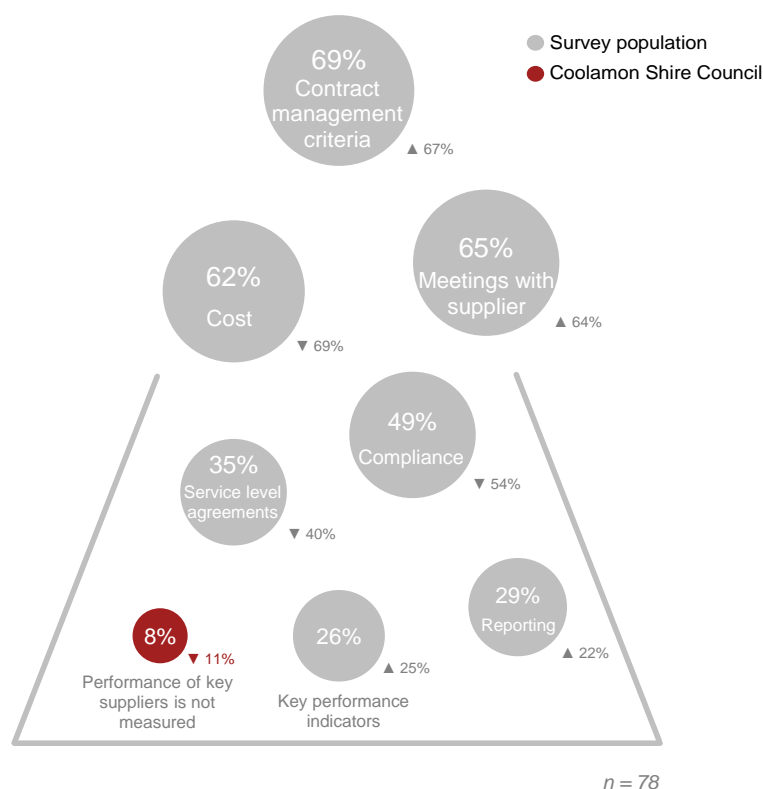 69%
Contract
management
criteria
▲ 67%
Survey population
Coolamon Shire Council
62%
Cost
▼ 69%
65%
Meetings with
supplier
▲ 64%
49%
Compliance
▼ 54%
35%
Service level
agreements
▼ 40%
29%
Reporting
▲ 22%
8%
▼ 11%
Performance of key
suppliers is not
measured
26%
▲ 25%
Key performance
indicators
n = 78